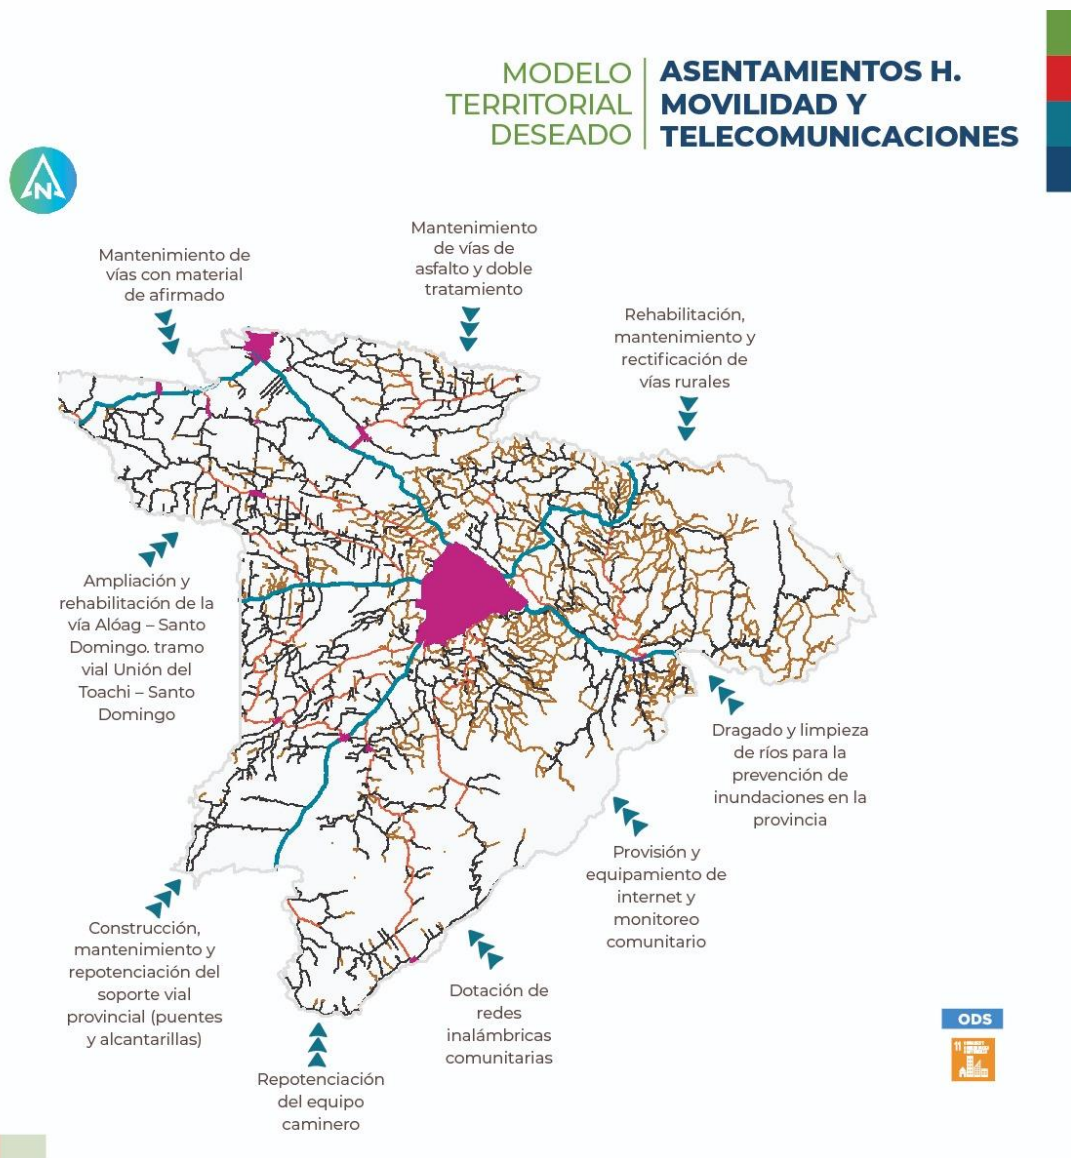 MODELO
TERRITORIAL
DESEADO
ASENTAMIENTOS H.
MOVILIDAD Y
TELECOMUNICACIONES
N
Mantenimiento de
vías con material
de afirmado
Mantenimiento
de vías de
asfalto y doble
tratamiento
Rehabilitación,
mantenimiento y
rectificación de
vías rurales
Ampliación y
rehabilitación de la
vía Alóag – Santo
Domingo. tramo
vial Unión del
Toachi – Santo
Domingo
Dragado y limpieza
de ríos para la
prevención de
inundaciones en la
provincia
Provisión y
equipamiento de
internet y
monitoreo
comunitario
Construcción,
mantenimiento y
repotenciación del
soporte vial
provincial (puentes
y alcantarillas)
Dotación de
redes
inalámbricas
comunitarias
Repotenciación
del equipo
caminero
ODS
11